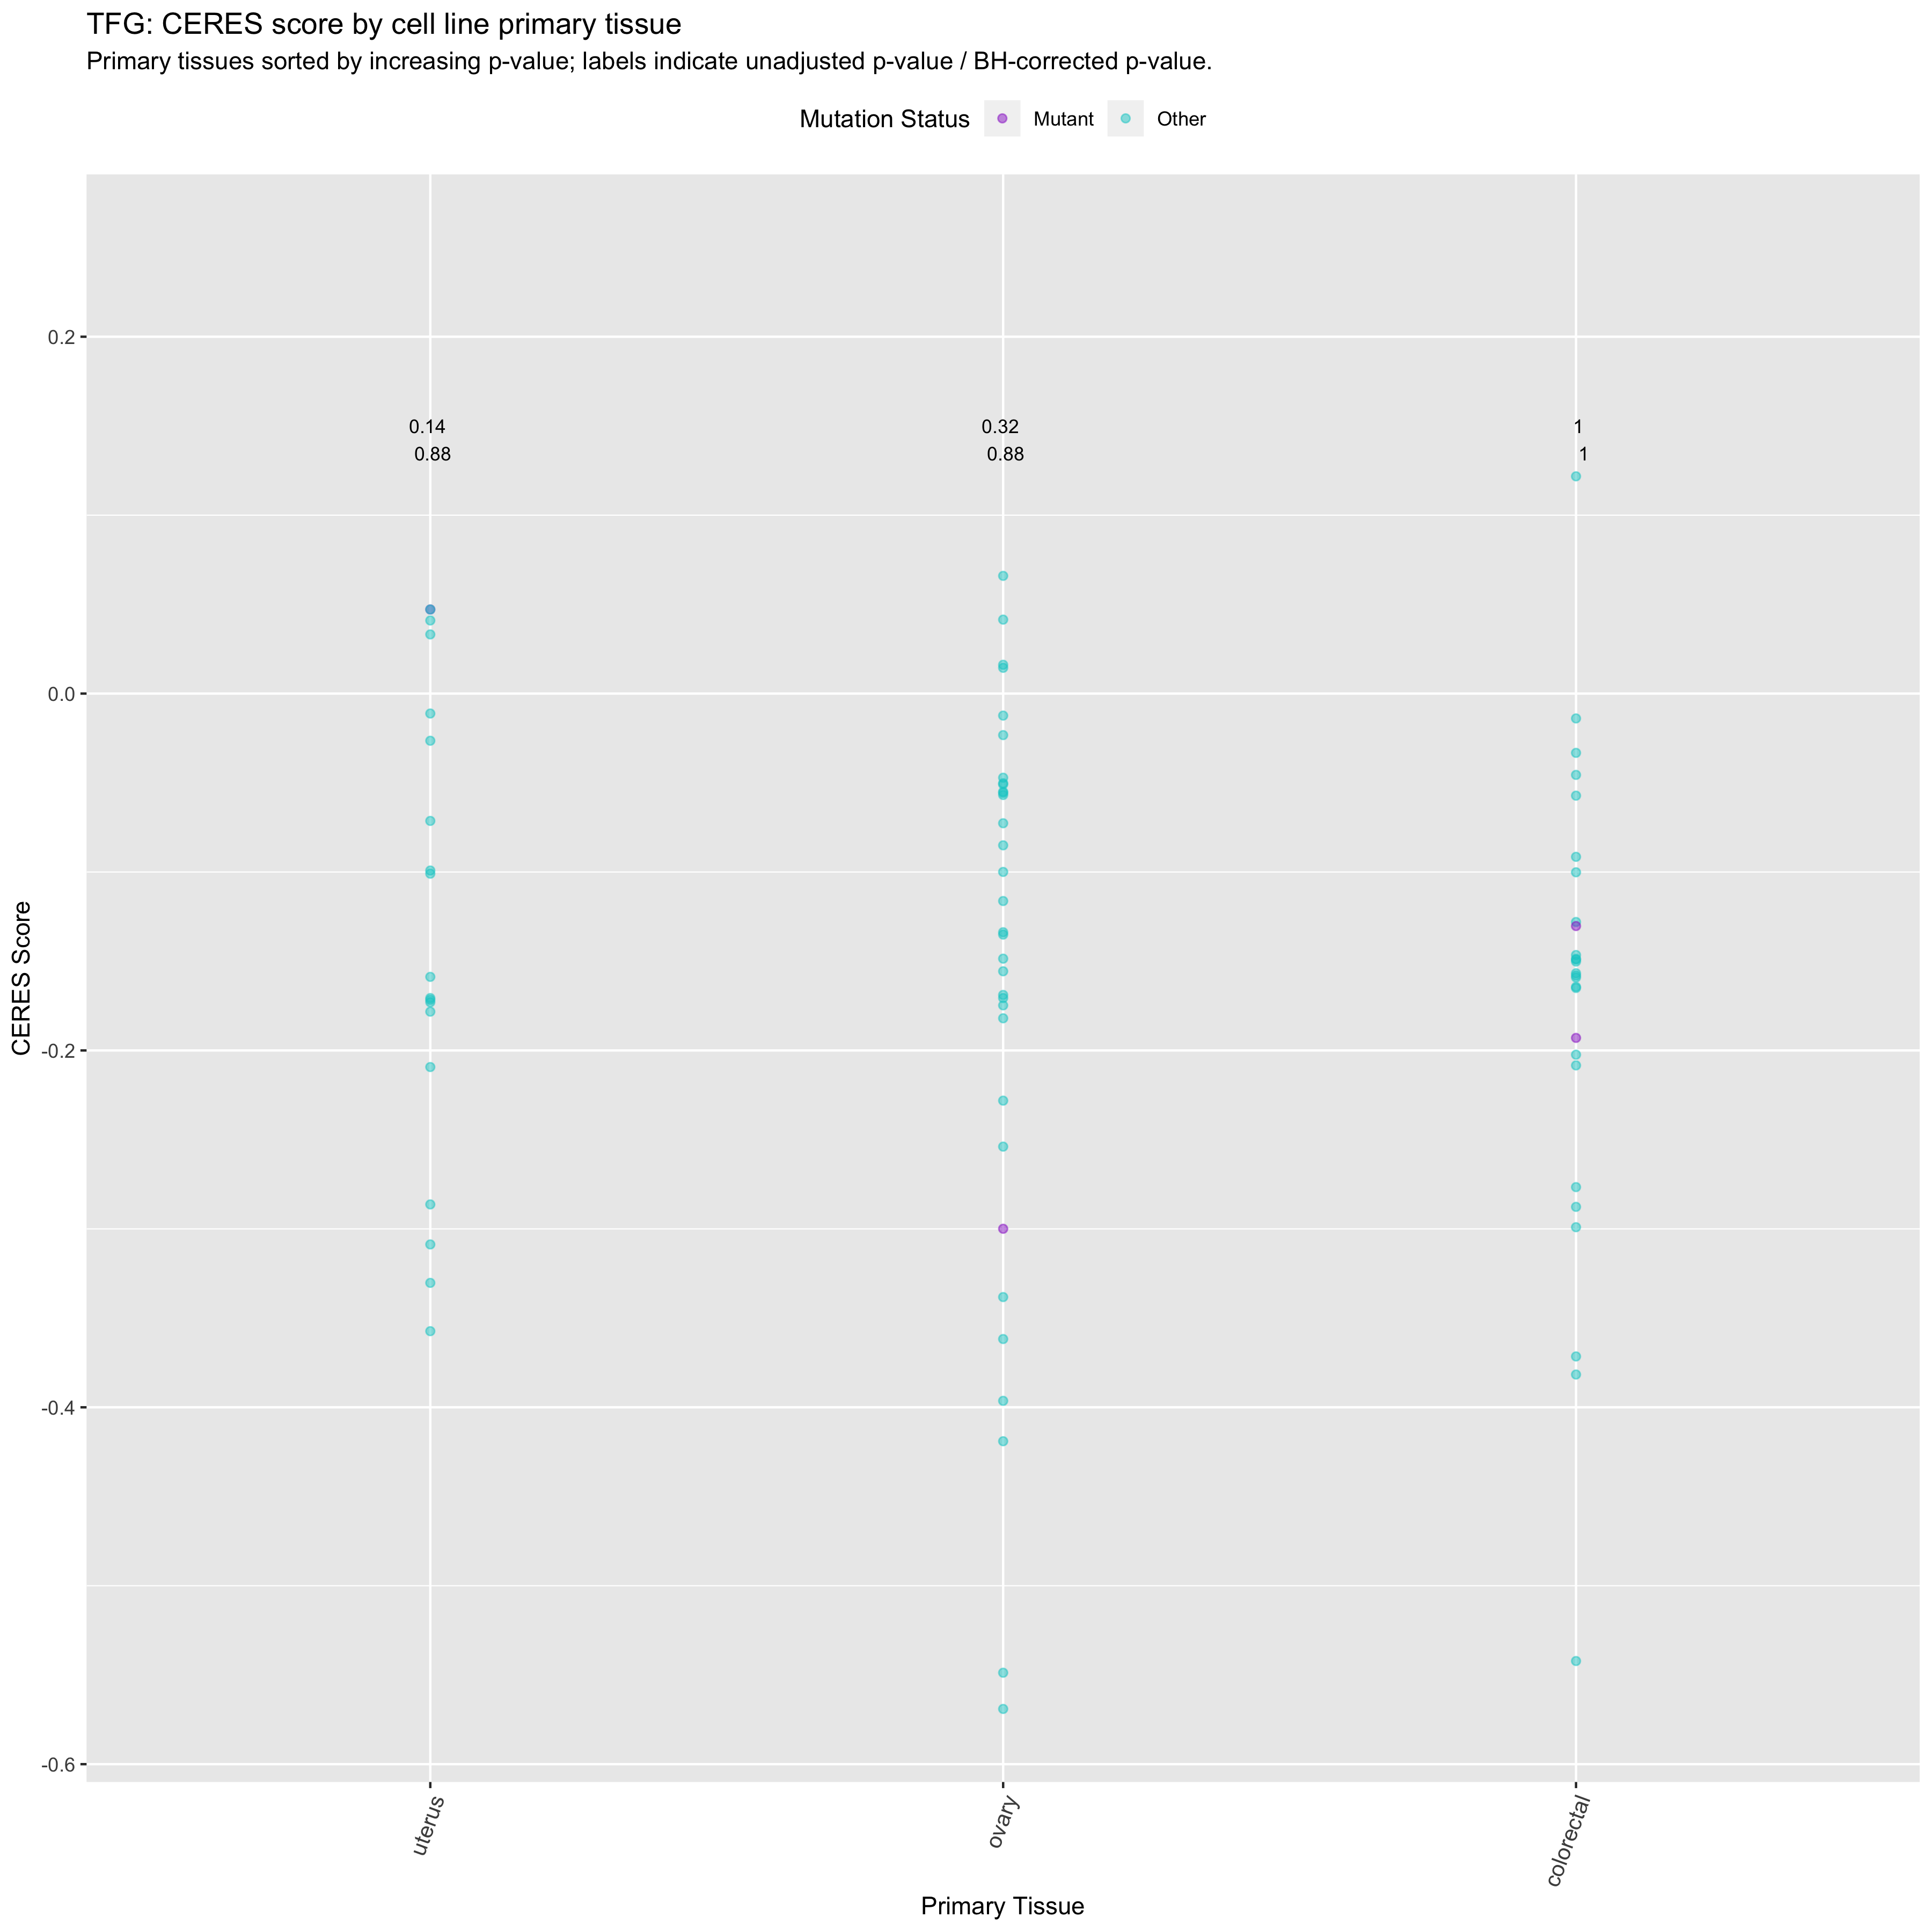 TFG: CERES score by cell line primary tissue
Primary tissues sorted by increasing p-value; labels indicate unadjusted p-value / BH-corrected p-value.
Mutation Status Mutant Other
0.2
0.14 0.32 1
0.88 0.88 1
0.0
CERES Score
-0.2
-0.4
-0.6
uterus ovary colorectal
Primary Tissue